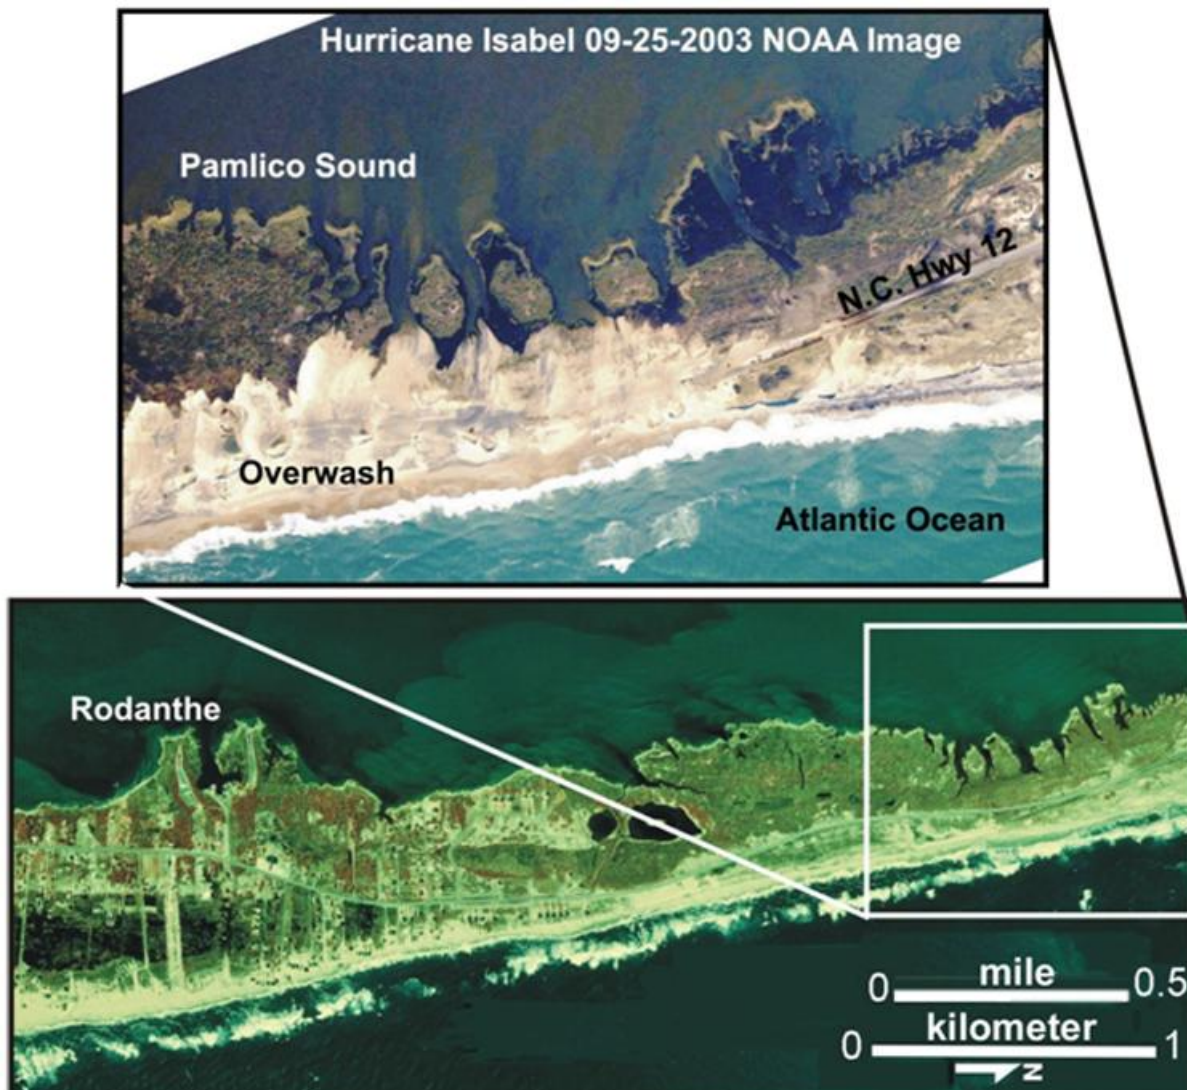 Hurricane Isabel 09-25-2003 NOAA Image
Pamlico Sound
N.C. Hwy 12
Overwash
Atlantic Ocean
Rodanthe
0 mile 0.5
0 kilometer 1
N